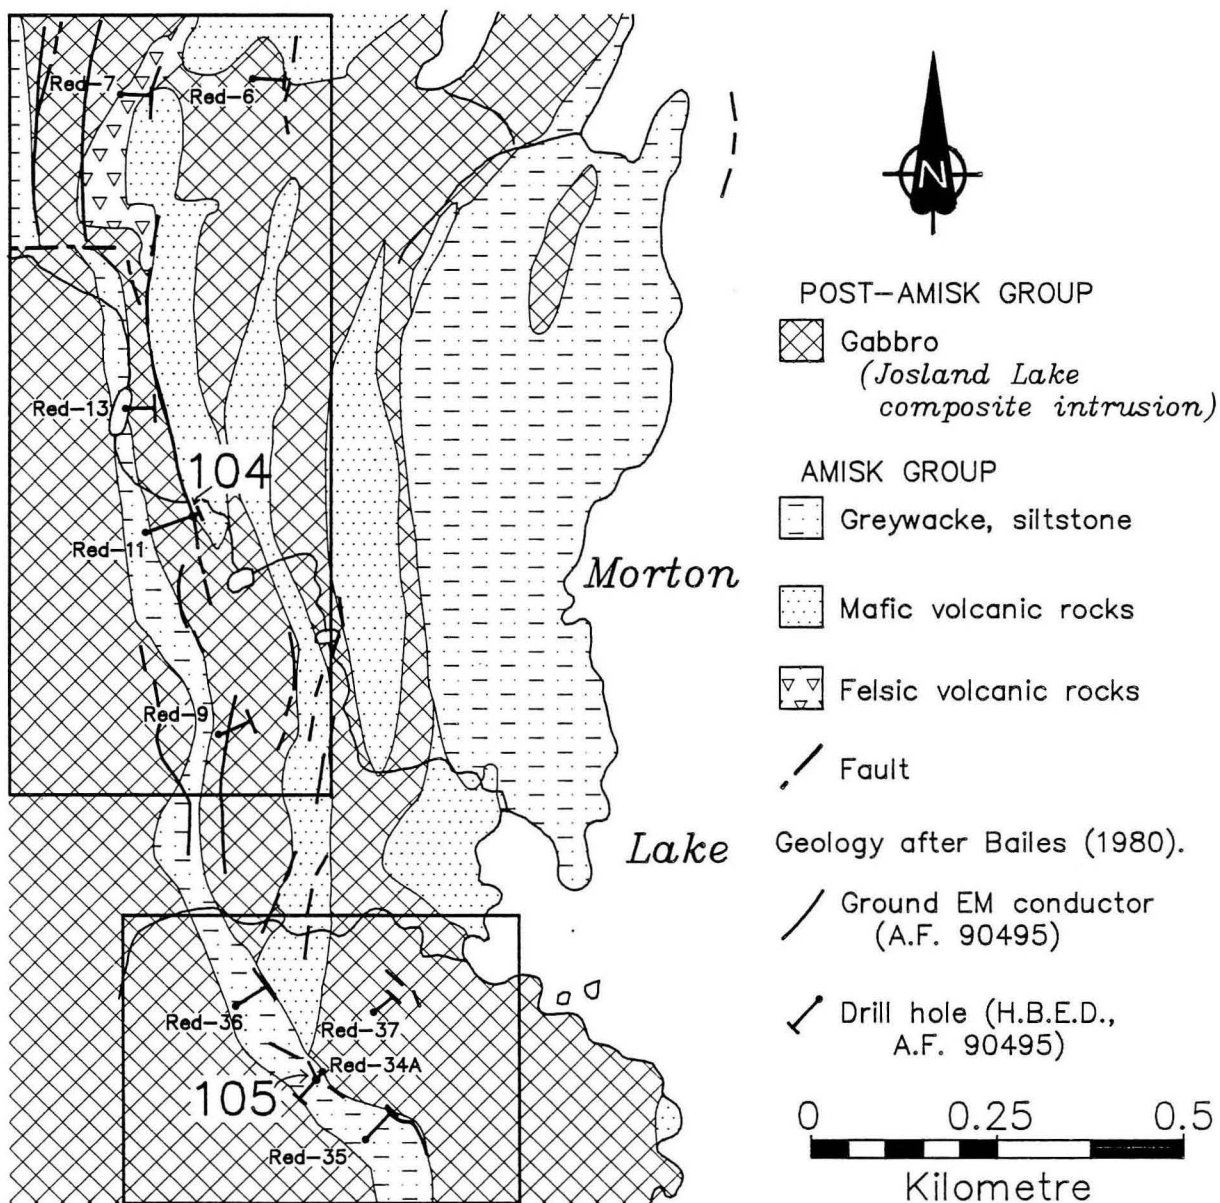 Red-7
Red-6
Red-13
104
Red-11
Red-9
Morton
Lake
Red-36
Red-37
Red-34A
105
Red-35
N
POST-AMISK GROUP
Gabbro
(Josland Lake
composite intrusion)
AMISK GROUP
Greywacke, siltstone
Mafic volcanic rocks
Felsic volcanic rocks
Fault
Geology after Bailes (1980).
Ground EM conductor
(A.F. 90495)
Drill hole (H.B.E.D.,
A.F. 90495)
0 0.25 0.5
Kilometre